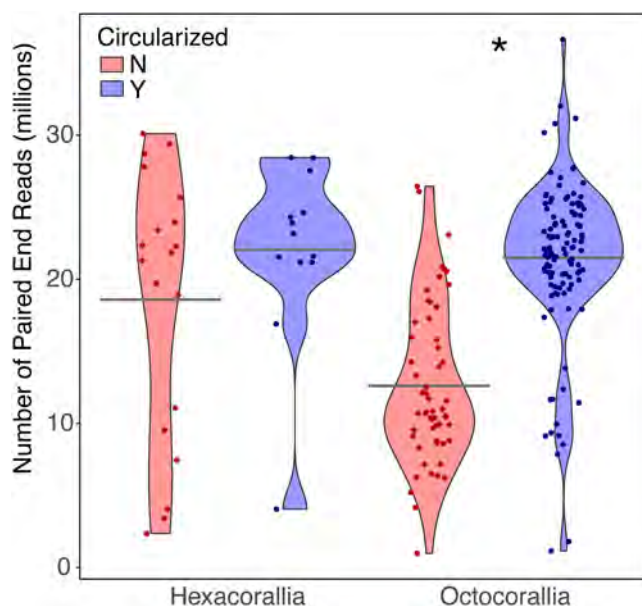 Circularized
N
Y
*
Number of Paired End Reads (millions)
30
20
10
0
Hexacorallia
Octocorallia